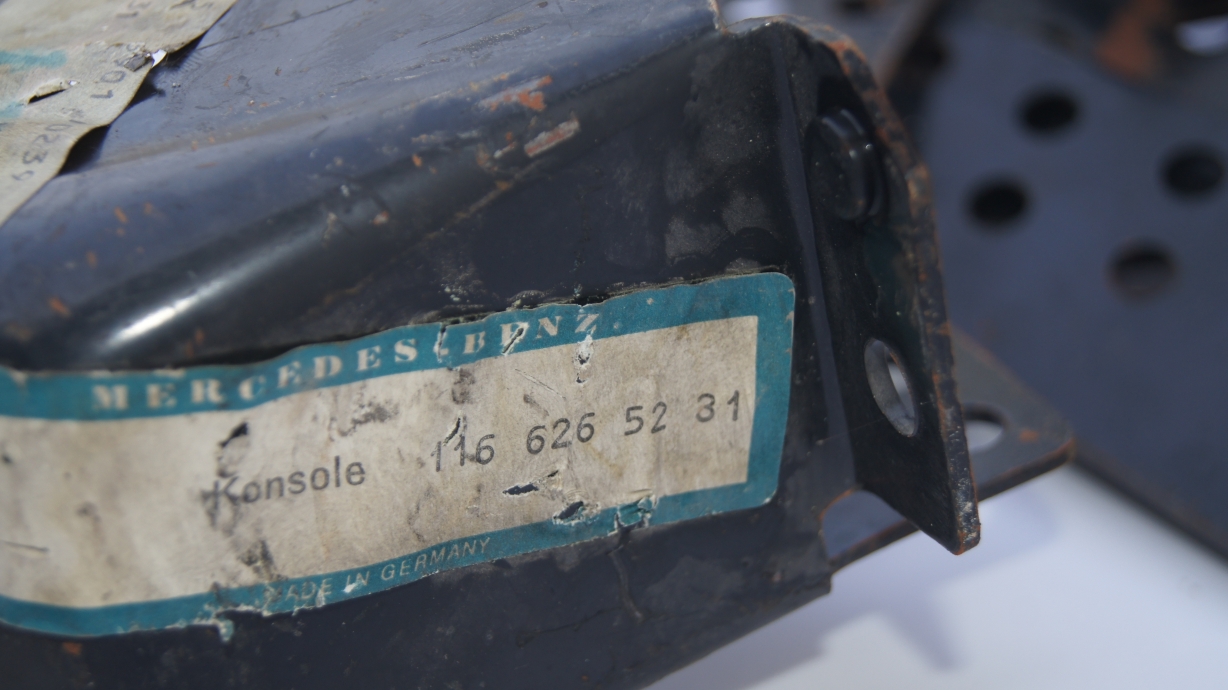 MERCEDES-BENZ
Konsole 116 626 52 31
MADE IN GERMANY